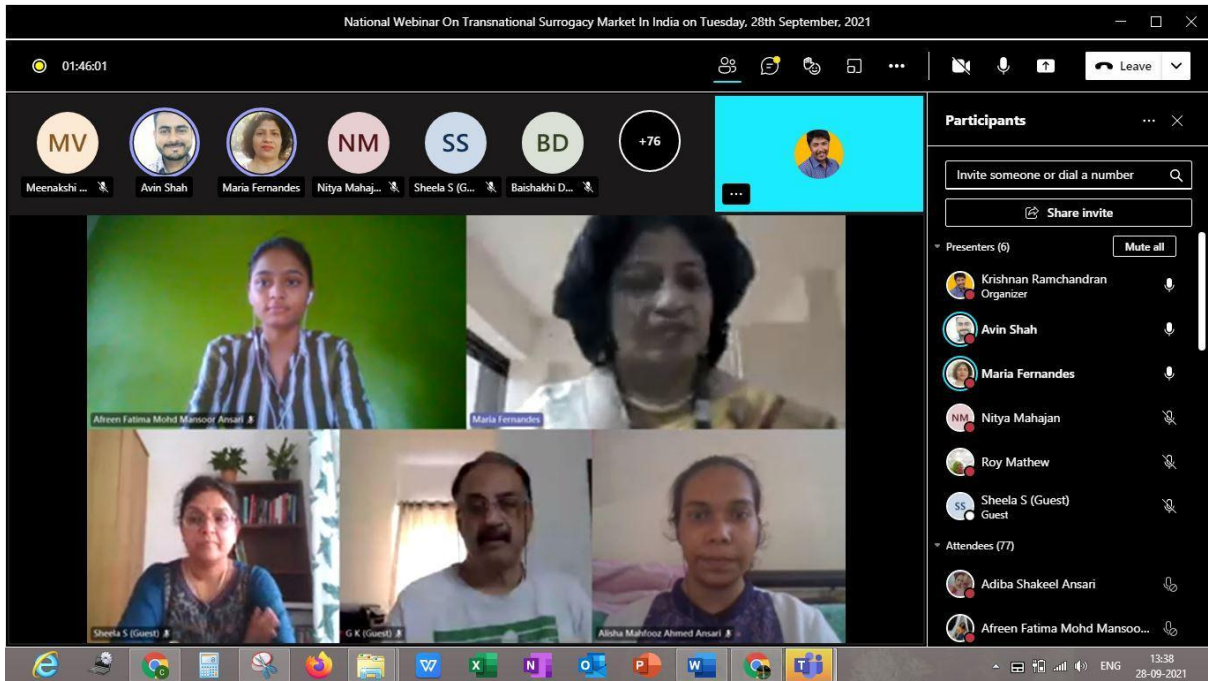 National Webinar On Transnational Surrogacy Market In India on Tuesday, 28th September, 2021
01:46:01
Leave
MV
NM
SS
BD
+76
Meenakshi ...
Avin Shah
Maria Fernandes
Nitya Mahaj...
Sheela S (G...
Baishakhi D...
Participants
Invite someone or dial a number
Share invite
Presenters (6)
Mute all
Krishnan Ramchandran
Organizer
Avin Shah
Maria Fernandes
NM
Nitya Mahajan
Roy Mathew
SS
Sheela S (Guest)
Guest
Attendees (77)
Adiba Shakeel Ansari
Afreen Fatima Mohd Mansoo...
Afreen Fatima Mohd Mansoor Ansari
Maria Fernandes
Sheela S (Guest)
G K (Guest)
Alisha Mahfooz Ahmed Ansari
ENG
13:38
28-09-2021